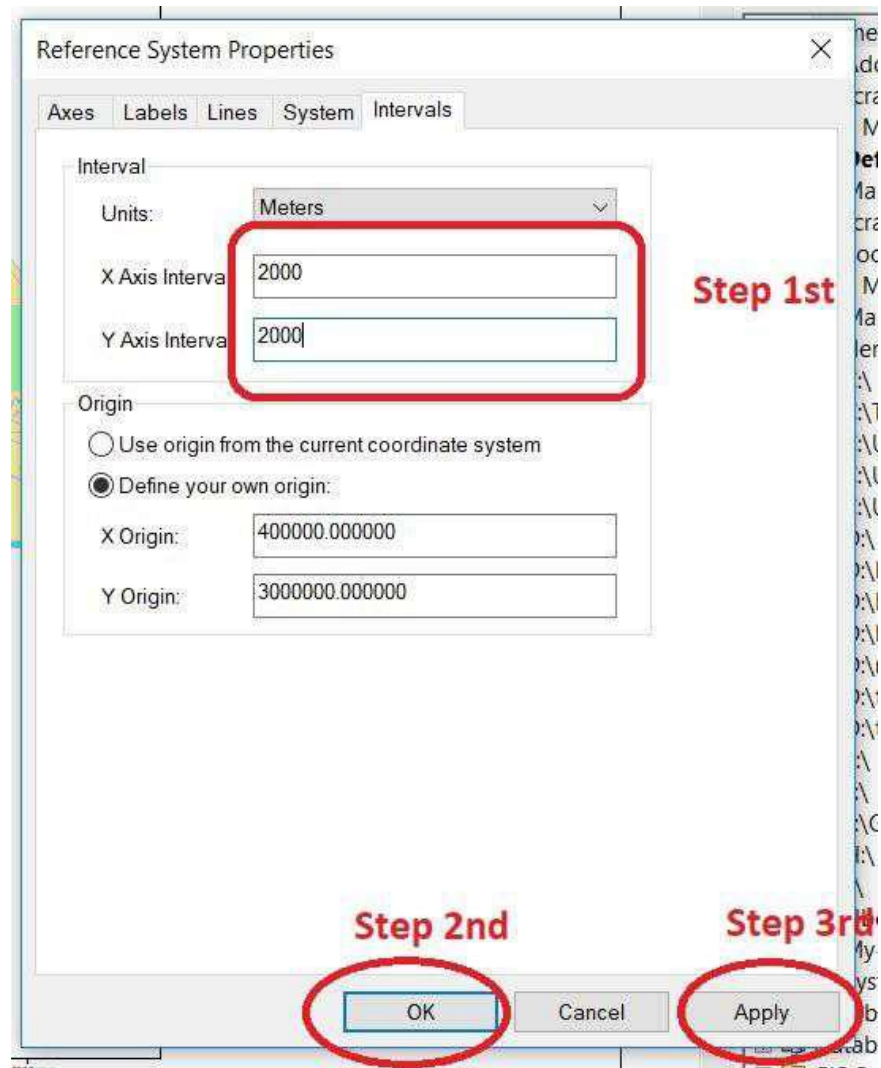 Reference System Properties
Axes Labels Lines System Intervals
Interval
Units: Meters
X Axis Interva 2000
Step 1st
Y Axis Interva 2000
Origin
Use origin from the current coordinate system
Define your own origin:
X Origin: 400000.000000
Y Origin: 3000000.000000
Step 2nd
Step 3rd
OK Cancel Apply